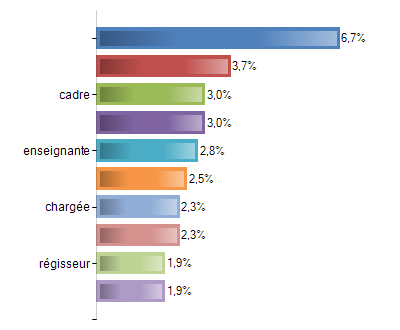 6,7%
3,7%
cadre 3,0%
3,0%
enseignante 2,8%
2,5%
chargée 2,3%
2,3%
régisseur 1,9%
1,9%